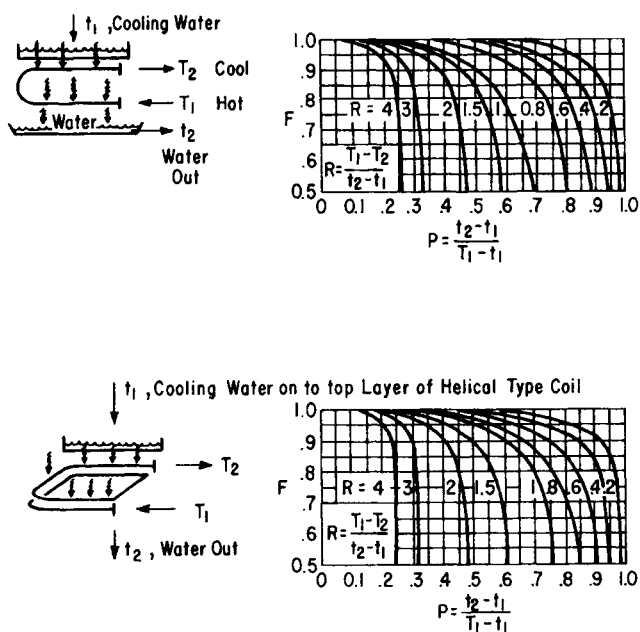 t₁, Cooling Water
T₂ Cool
T₁ Hot
Water
t₂
Water
Out
1.0
.9
.8
F
.7
.6
0.5
R = 4 3 2 1.5 1 0.8 .6 .4 .2
R = T₁-T₂ / t₂-t₁
0 0.1 .2 .3 .4 .5 .6 .7 .8 .9 1.0
P = t₂-t₁ / T₁-t₁
t₁, Cooling Water on to top Layer of Helical Type Coil
T₂
T₁
t₂, Water Out
1.0
.9
.8
F
.7
.6
0.5
R = 4 3 2 1.5 1 .8 .6 .4 .2
R = T₁-T₂ / t₂-t₁
0 0.1 .2 .3 .4 .5 .6 .7 .8 .9 1.0
P = t₂-t₁ / T₁-t₁